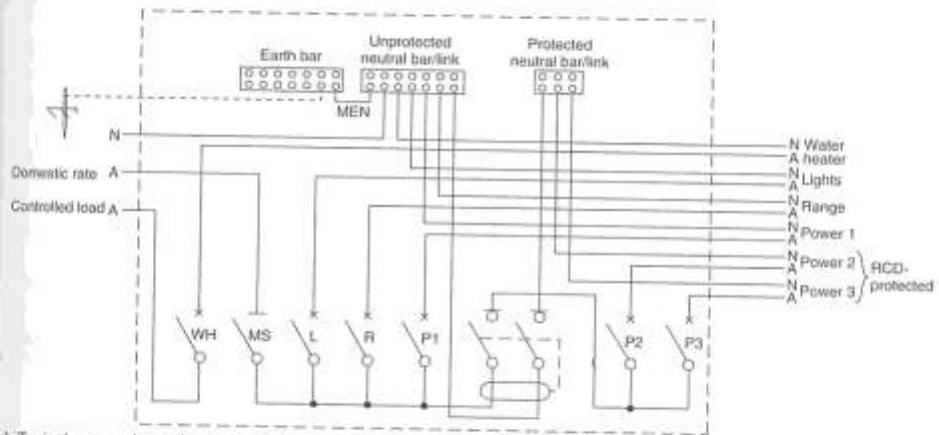 Earth bar
Unprotected
neutral bar/link
Protected
neutral bar/link
MEN
N
Domestic rate A
Controlled load A
N Water
A heater
N Lights
A
N Range
A
N Power 1
A
N Power 2
A
N Power 3
A
RCD-
protected
WH
MS
L
R
P1
P2
P3